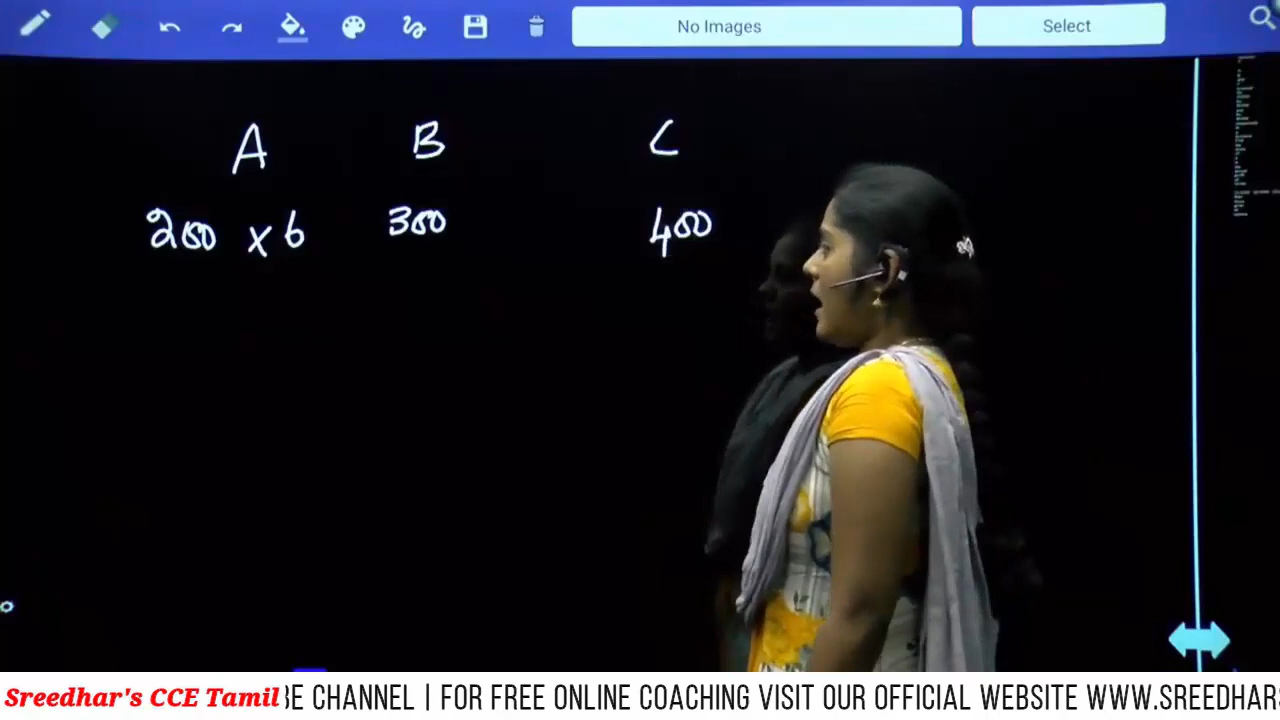 No Images Select
A B C
200 x 6 300 400
Sreedhar's CCE Tamil BE CHANNEL | FOR FREE ONLINE COACHING VISIT OUR OFFICIAL WEBSITE WWW.SREEDHARS